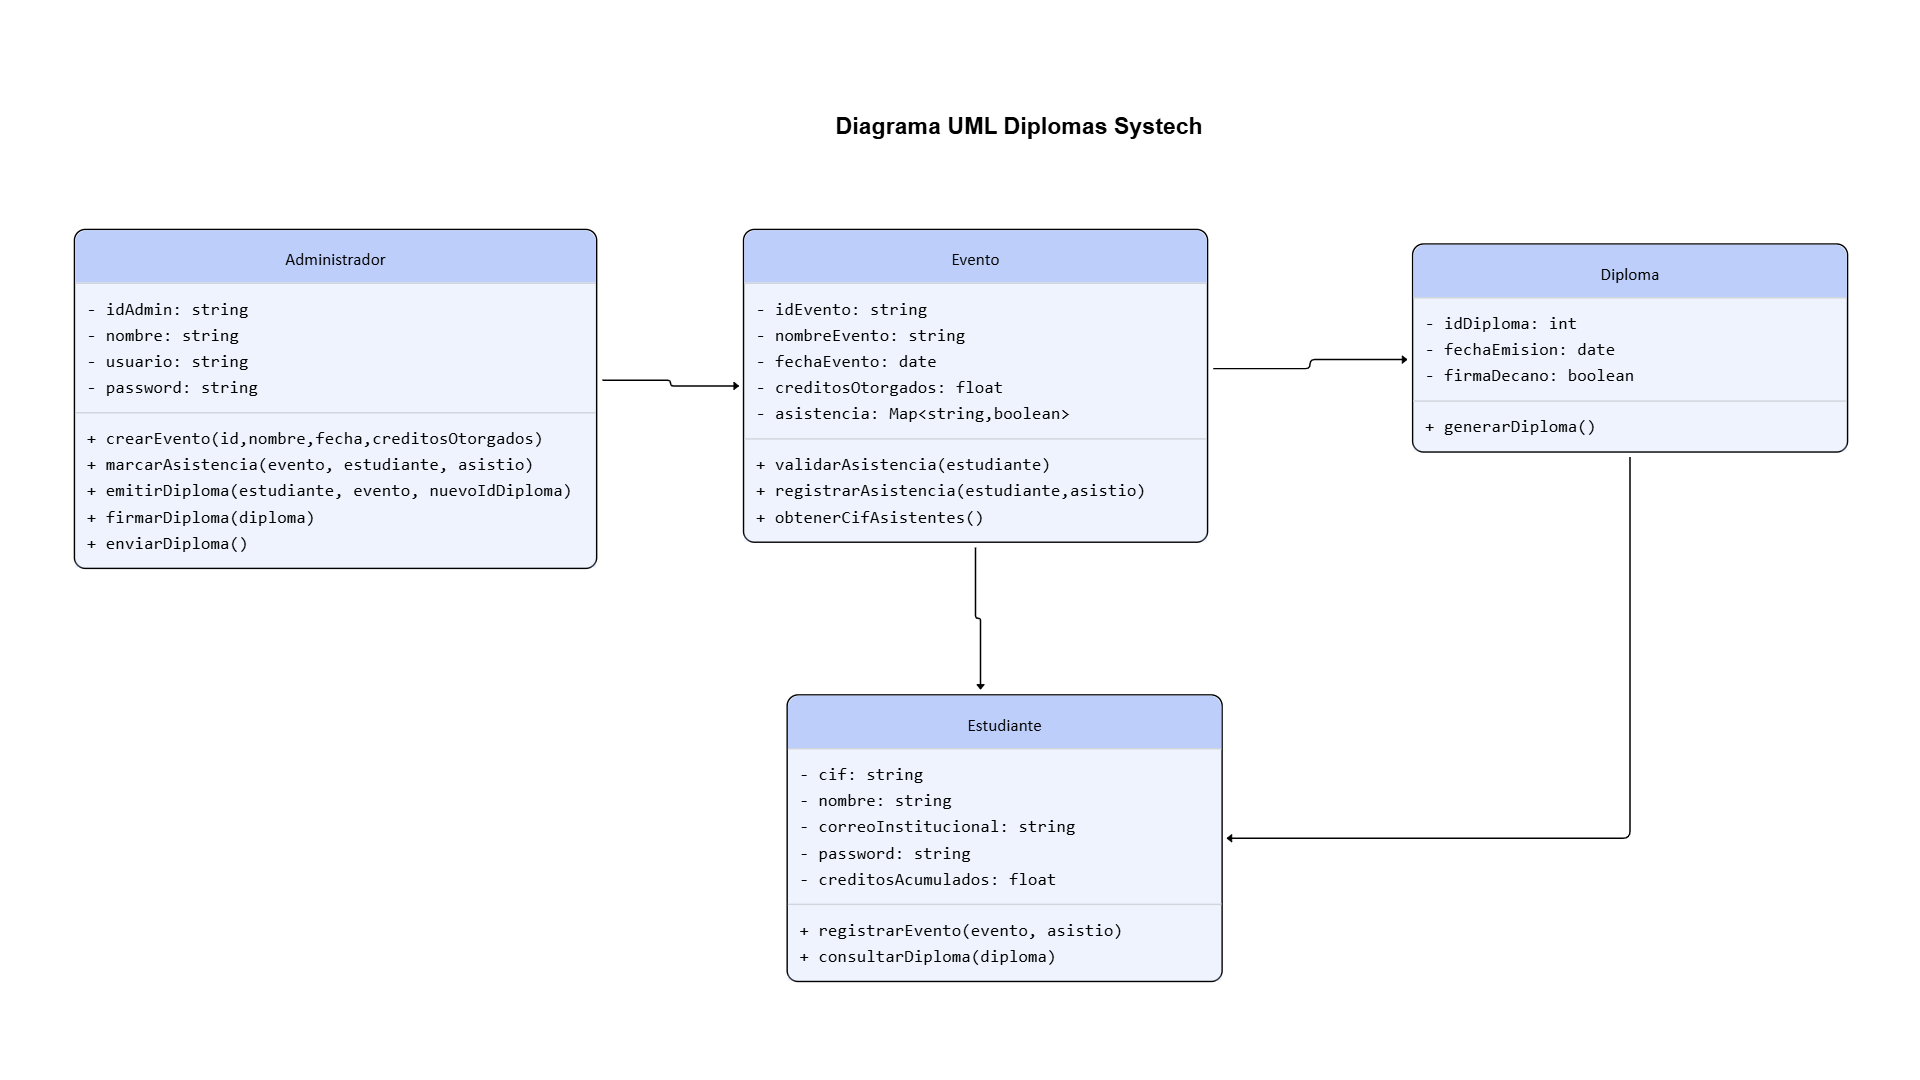 Diagrama UML Diplomas Systech
Administrador
- idAdmin: string
- nombre: string
- usuario: string
- password: string
+ crearEvento(id,nombre,fecha,creditosOtorgados)
+ marcarAsistencia(evento, estudiante, asistio)
+ emitirDiploma(estudiante, evento, nuevoIdDiploma)
+ firmarDiploma(diploma)
+ enviarDiploma()
Evento
- idEvento: string
- nombreEvento: string
- fechaEvento: date
- creditosOtorgados: float
- asistencia: Map<string,boolean>
+ validarAsistencia(estudiante)
+ registrarAsistencia(estudiante,asistio)
+ obtenerCifAsistentes()
Diploma
- idDiploma: int
- fechaEmision: date
- firmaDecano: boolean
+ generarDiploma()
Estudiante
- cif: string
- nombre: string
- correoInstitucional: string
- password: string
- creditosAcumulados: float
+ registrarEvento(evento, asistio)
+ consultarDiploma(diploma)